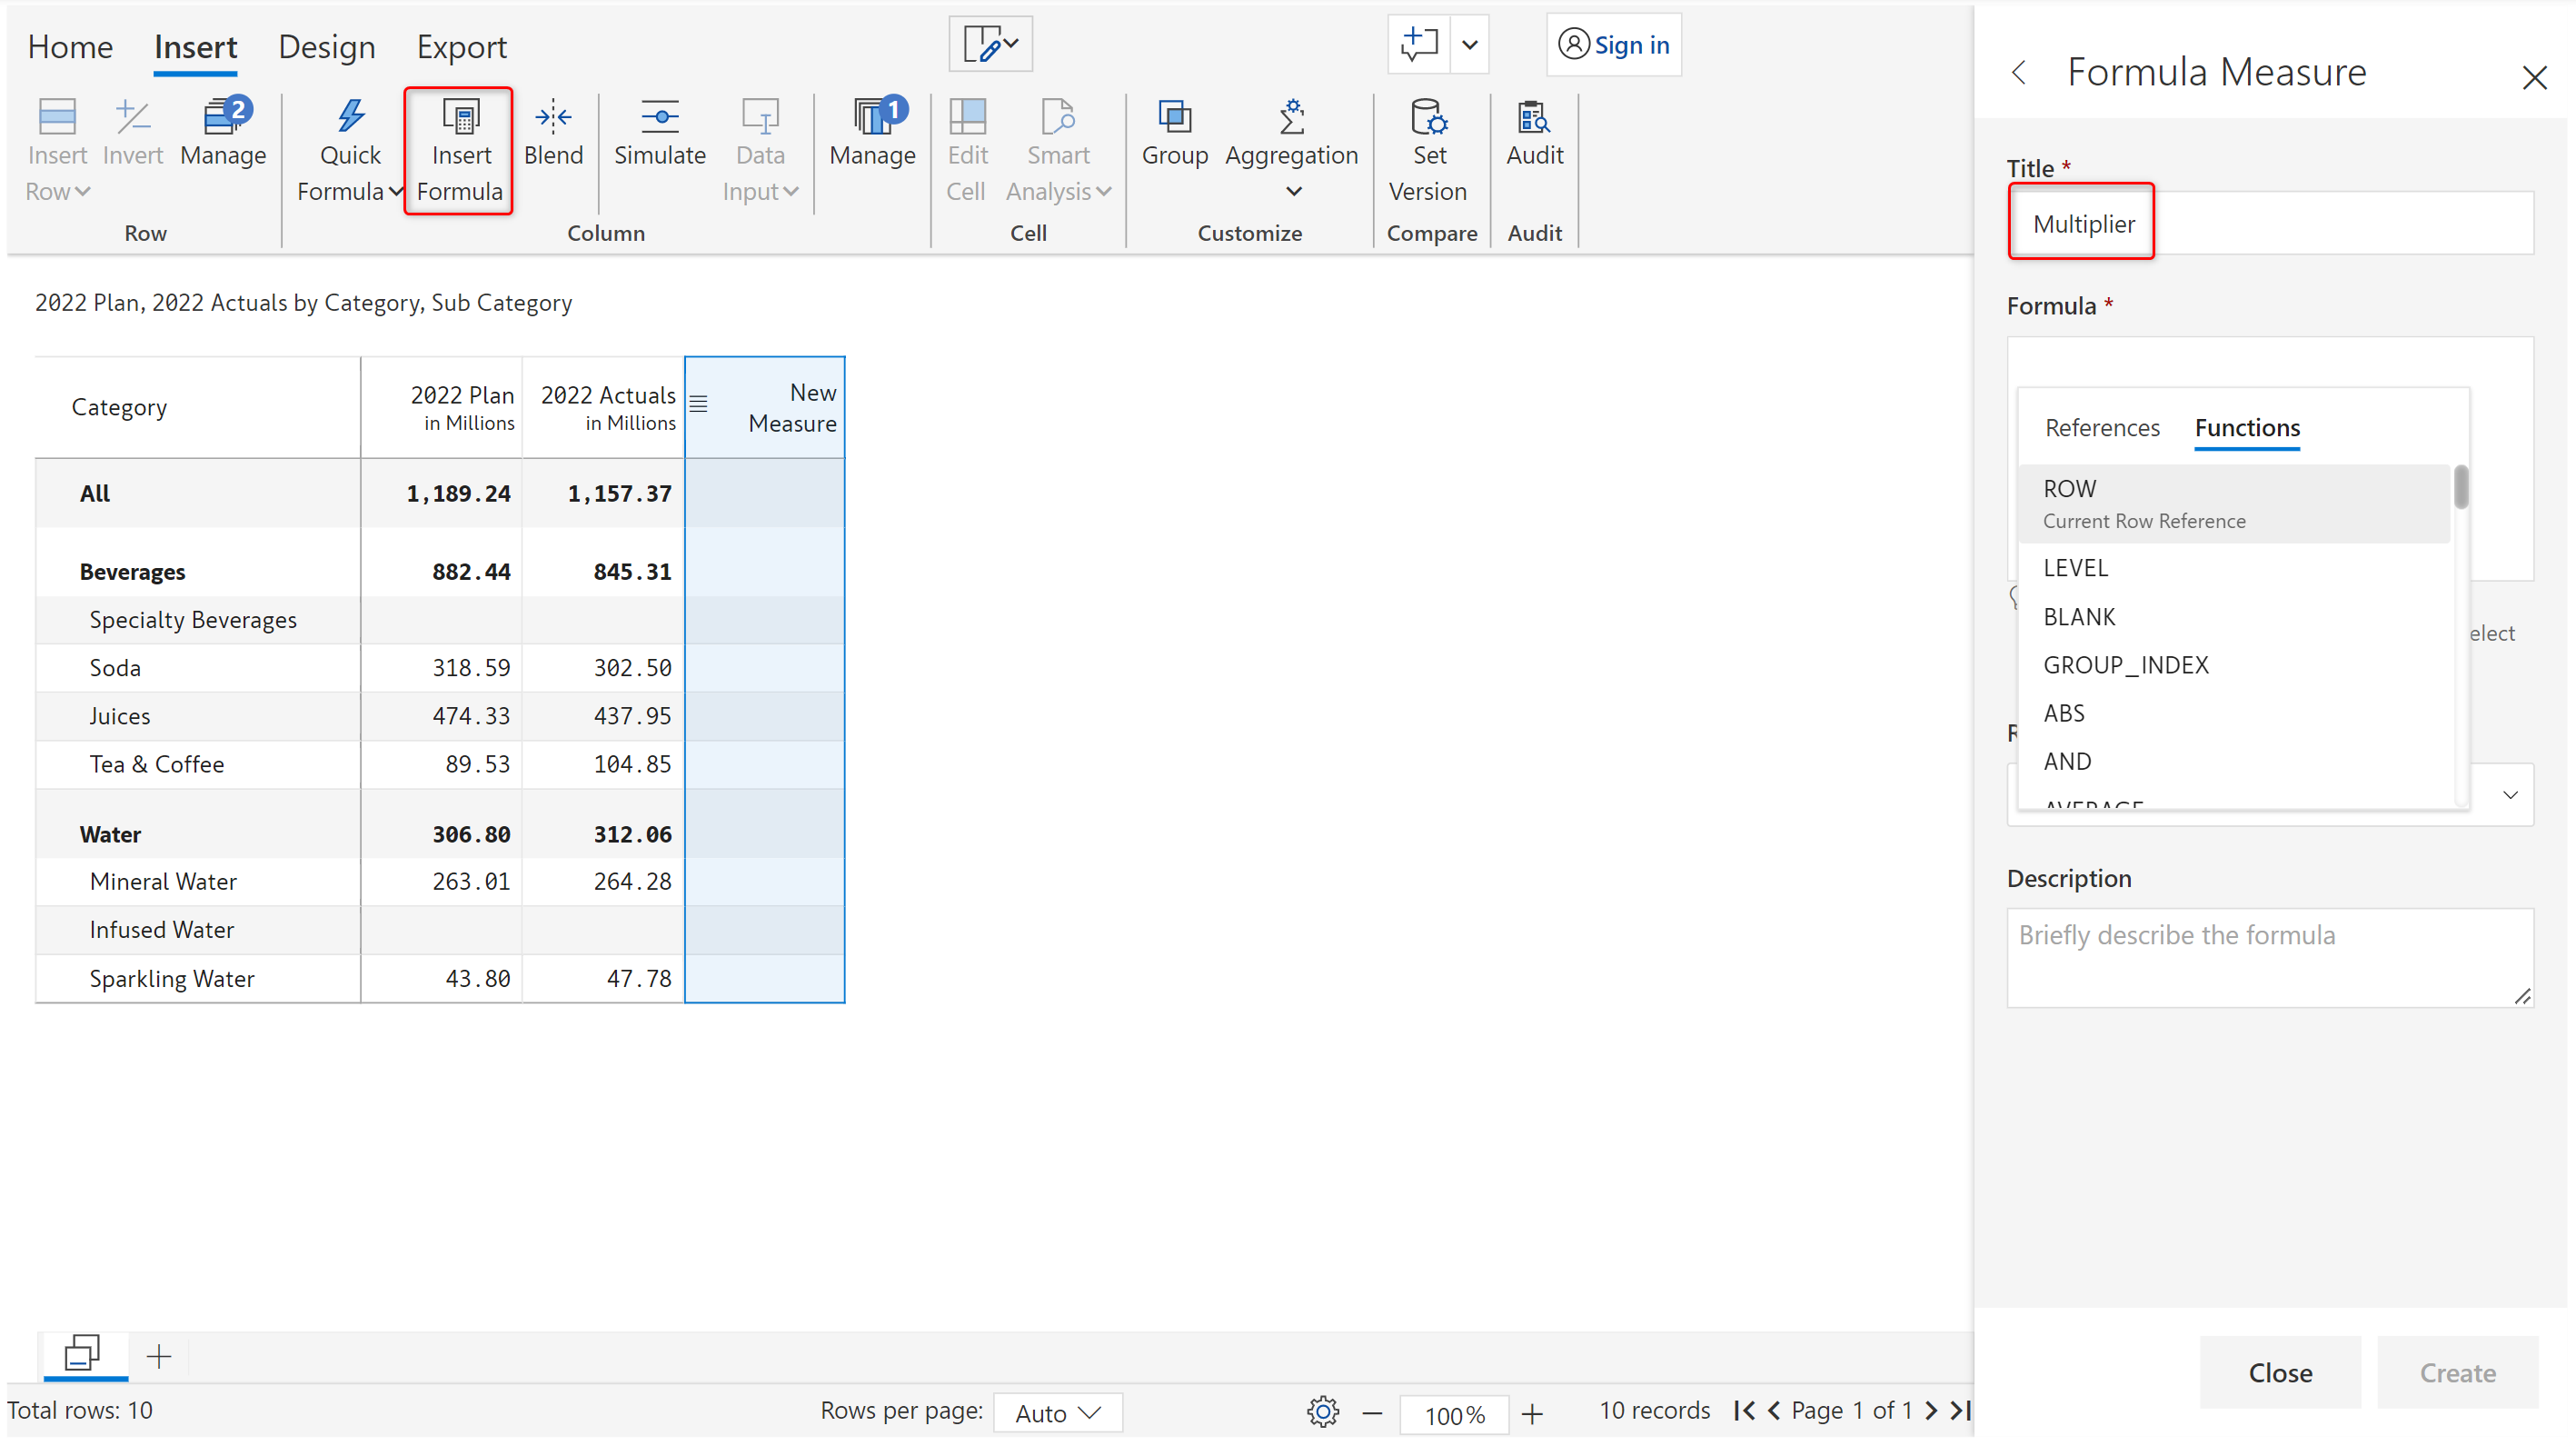 Home Insert Design Export
Sign in
Insert Row
Invert
Manage 2
Quick Formula
Insert Formula
Blend
Simulate
Data Input
Manage 1
Edit Cell
Smart Analysis
Group
Aggregation
Set Version
Audit
Row Column Cell Customize Compare Audit
2022 Plan, 2022 Actuals by Category, Sub Category
Category 2022 Plan in Millions 2022 Actuals in Millions New Measure
All 1,189.24 1,157.37
Beverages 882.44 845.31
Specialty Beverages
Soda 318.59 302.50
Juices 474.33 437.95
Tea & Coffee 89.53 104.85
Water 306.80 312.06
Mineral Water 263.01 264.28
Infused Water
Sparkling Water 43.80 47.78
Total rows: 10
Rows per page: Auto
100%
10 records
Page 1 of 1
Formula Measure
Title *
Multiplier
Formula *
References Functions
ROW
Current Row Reference
LEVEL
BLANK
GROUP_INDEX
ABS
AND
AVERAGE
elect
Description
Briefly describe the formula
Close Create